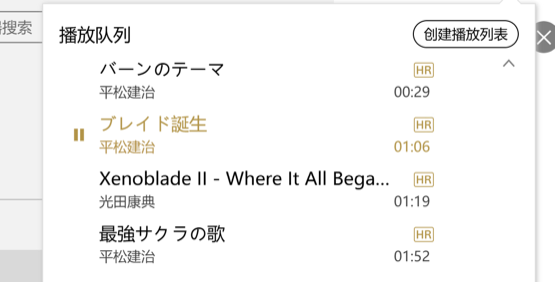 搜索
播放队列
创建播放列表
バーンのテーマ
HR
平松建治
00:29
ブレイド誕生
HR
平松建治
01:06
Xenoblade II - Where It All Bega...
HR
光田康典
01:19
最強サクラの歌
HR
平松建治
01:52